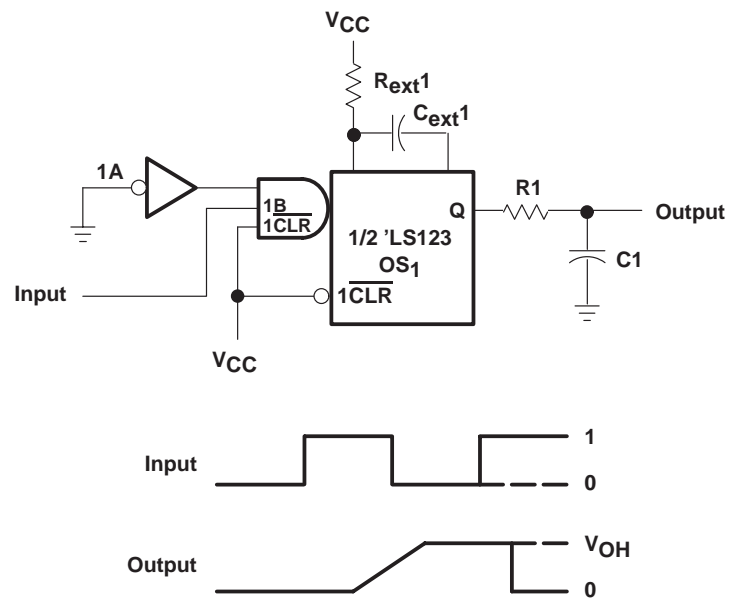 VCC
Rext1
Cext1
1A
1B
1CLR
Q
R1
Output
1/2 ’LS123
OS1
C1
Input
1CLR
VCC
Input
1
0
Output
VOH
0